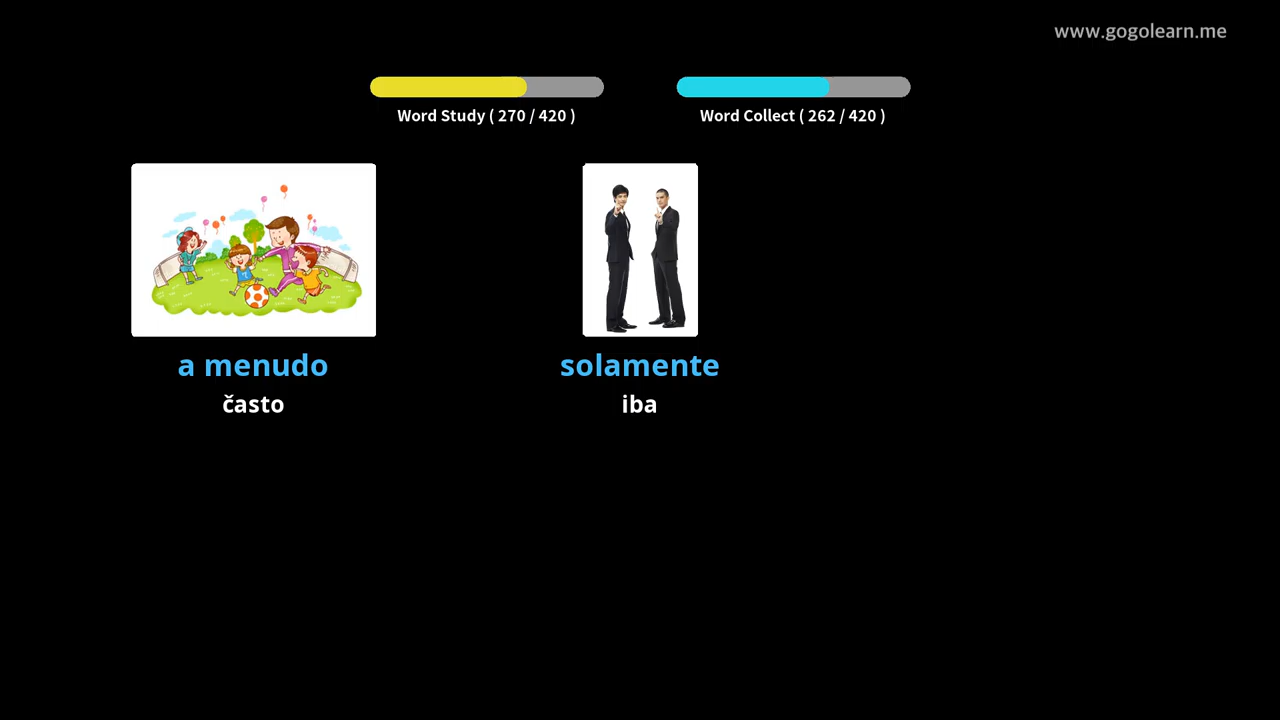 www.gogolearn.me
Word Study ( 270 / 420 )
Word Collect ( 262 / 420 )
a menudo
často
solamente
iba